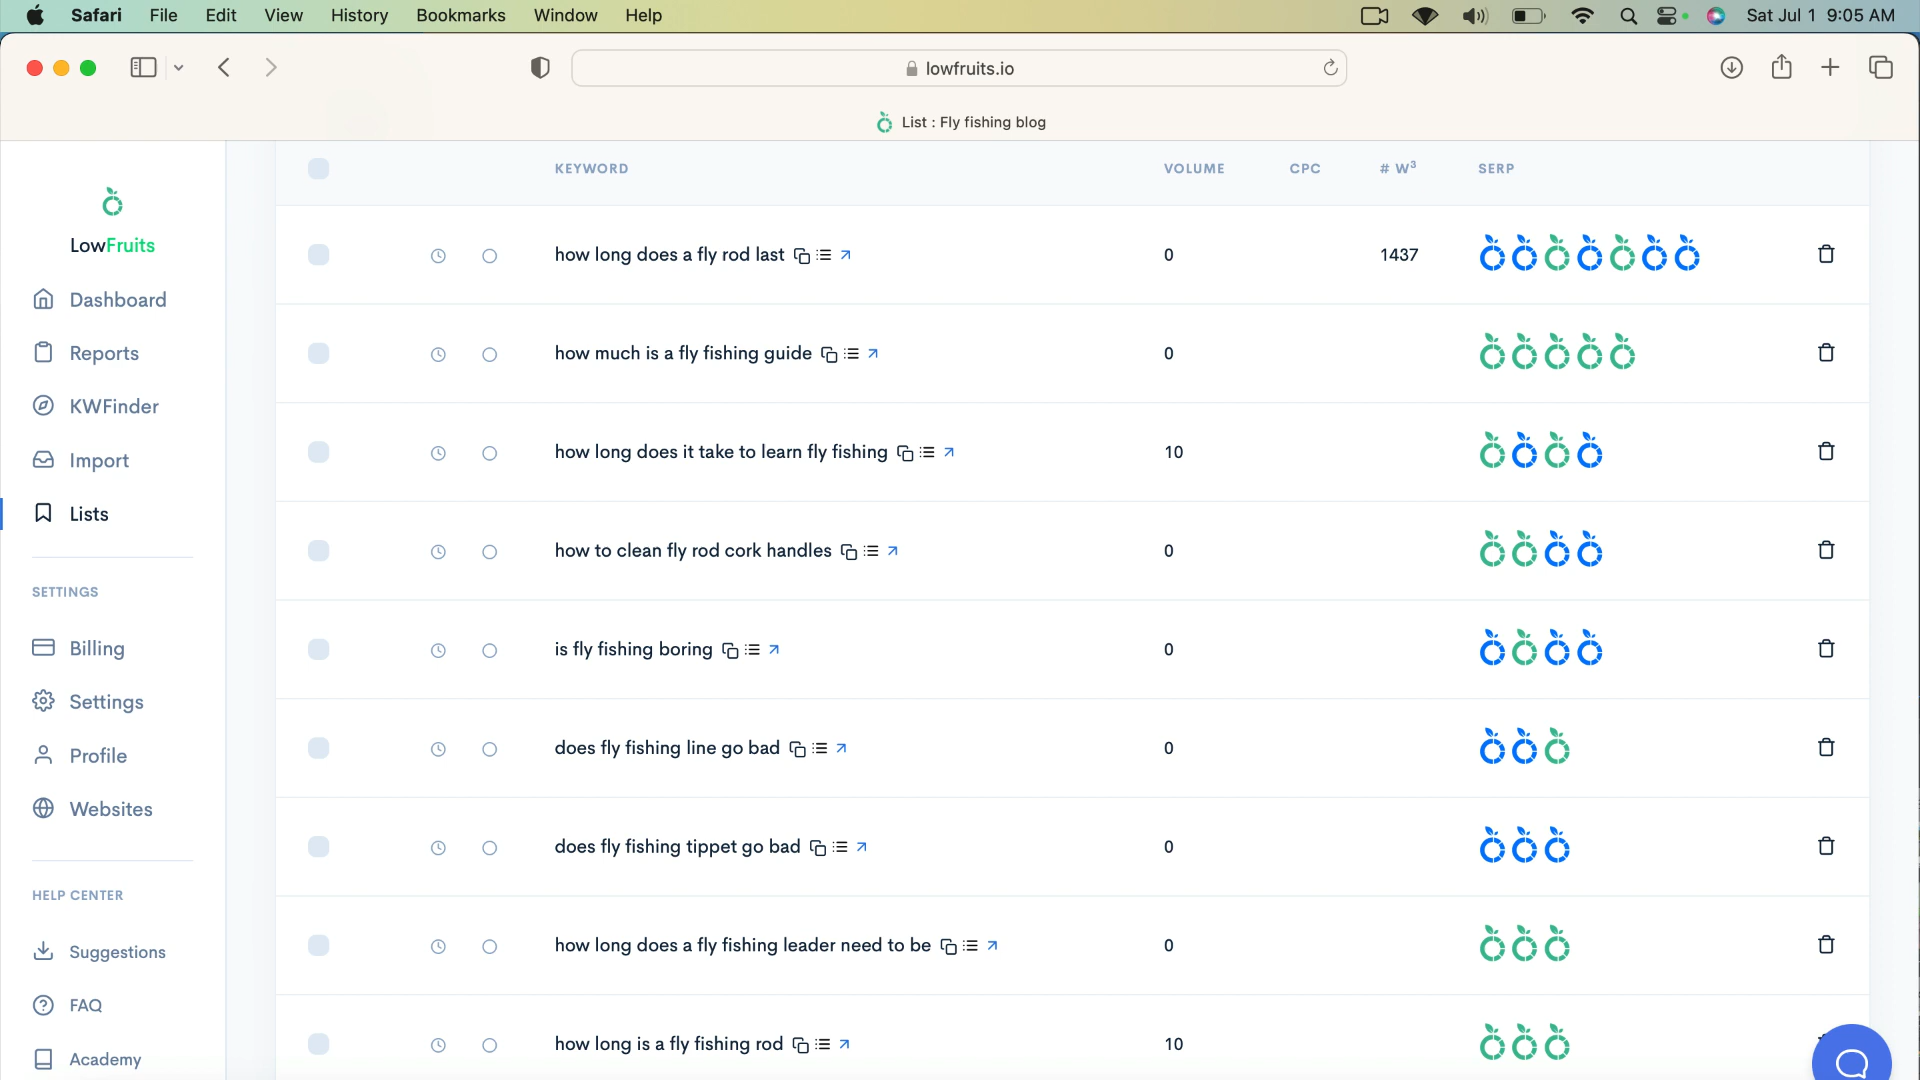 Safari File Edit View History Bookmarks Window Help Sat Jul 1 9:05 AM
lowfruits.io
List : Fly fishing blog
KEYWORD VOLUME CPC # W³ SERP
LowFruits
Dashboard
Reports
KWFinder
Import
Lists
SETTINGS
Billing
Settings
Profile
Websites
HELP CENTER
Suggestions
FAQ
Academy
how long does a fly rod last 0 1437
how much is a fly fishing guide 0
how long does it take to learn fly fishing 10
how to clean fly rod cork handles 0
is fly fishing boring 0
does fly fishing line go bad 0
does fly fishing tippet go bad 0
how long does a fly fishing leader need to be 0
how long is a fly fishing rod 10